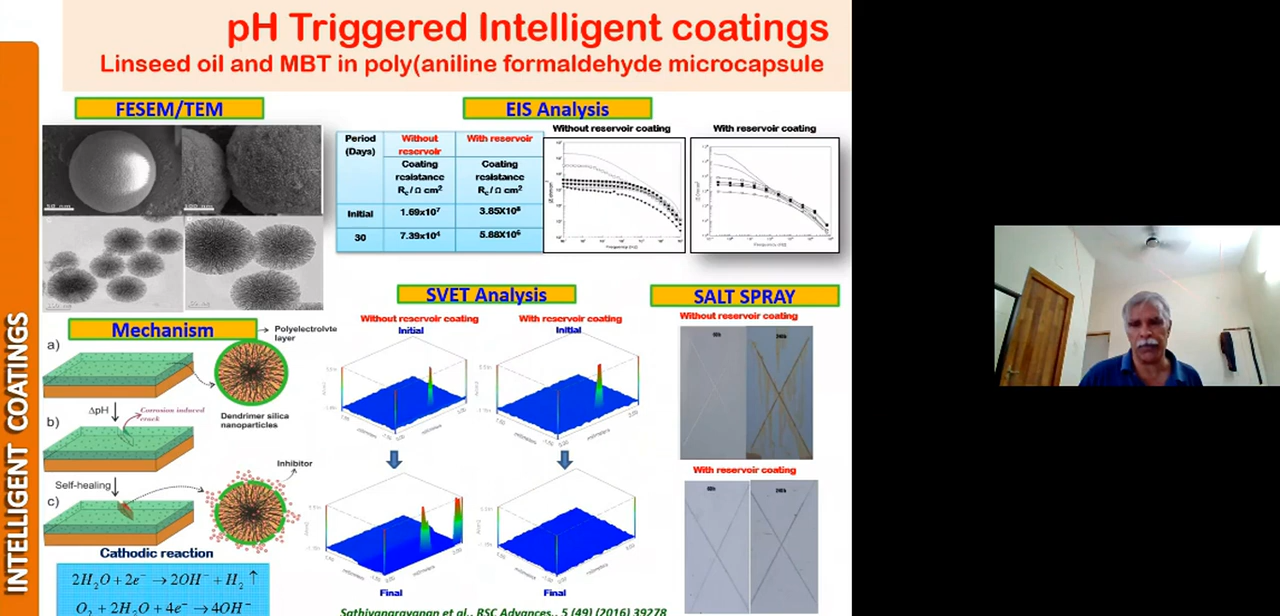 pH Triggered Intelligent coatings
Linseed oil and MBT in poly(aniline formaldehyde microcapsule
INTELLIGENT COATINGS
FESEM/TEM
EIS Analysis
Period (Days)
Without reservoir
With reservoir
Coating resistance Rc / Ω cm²
Coating resistance Rc / Ω cm²
Initial
1.69x10⁷
3.85X10⁸
30
7.39x10⁴
5.88X10⁶
Without reservoir coating
With reservoir coating
Mechanism
a)
Polyelectrolyte layer
Dendrimer silica nanoparticles
ΔpH
Corrosion induced crack
b)
Self-healing
Inhibitor
c)
Cathodic reaction
2H₂O + 2e⁻ → 2OH⁻ + H₂ ↑
O₂ + 2H₂O + 4e⁻ → 4OH⁻
SVET Analysis
Without reservoir coating
Initial
With reservoir coating
Initial
Final
Final
SALT SPRAY
Without reservoir coating
With reservoir coating
Sathiyanarayanan et al., RSC Advances., 5 (49) (2016) 39278